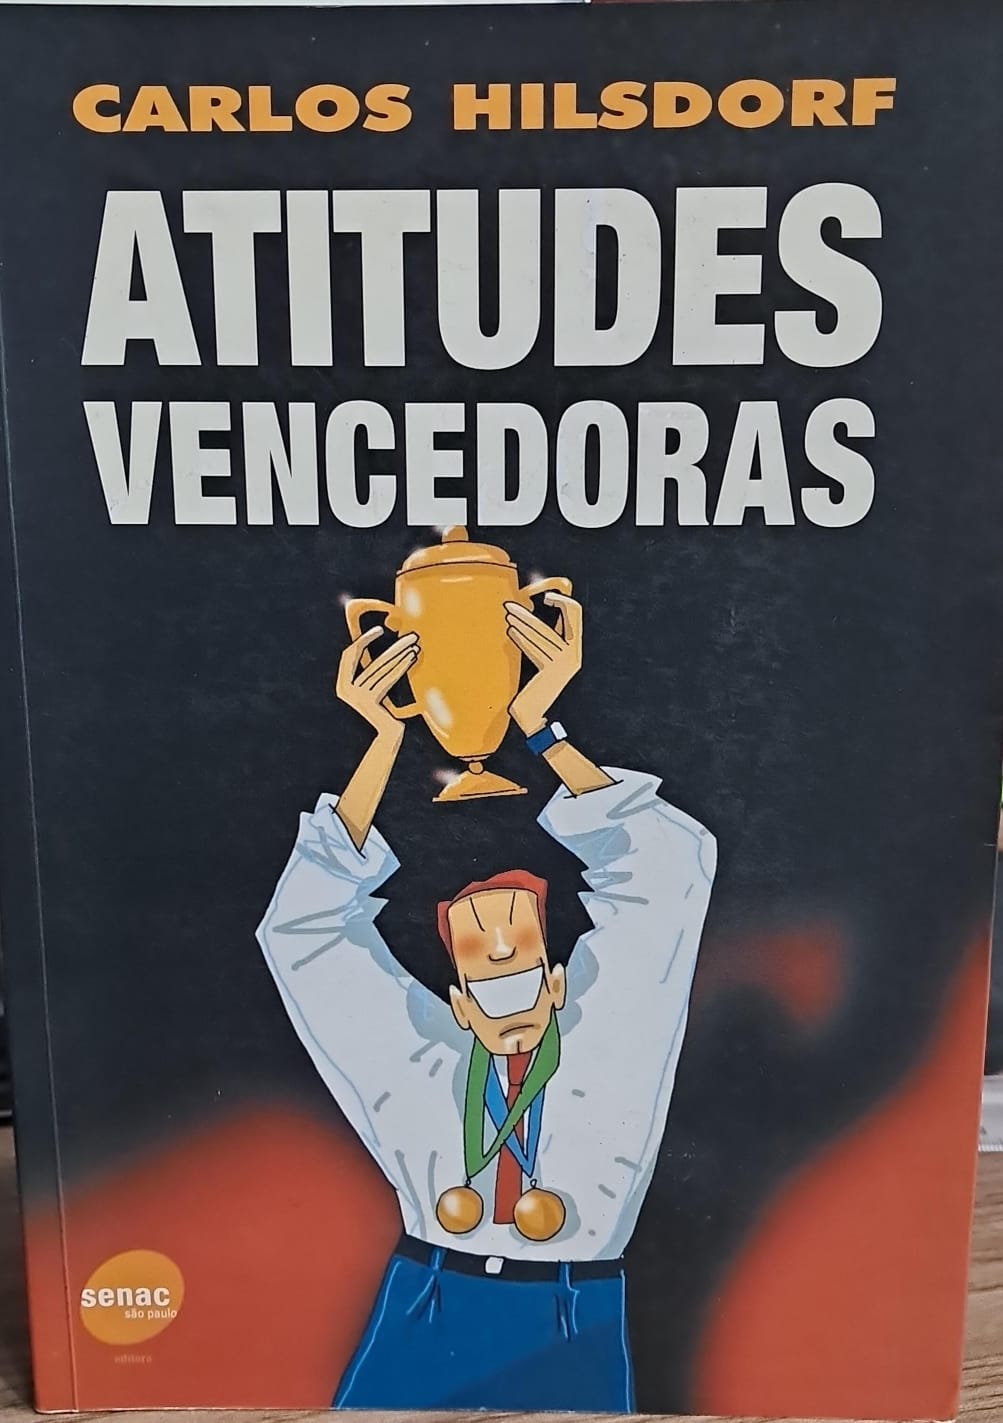 CARLOS HILSDORF
ATITUDES
VENCEDORAS
senac
são paulo
editora